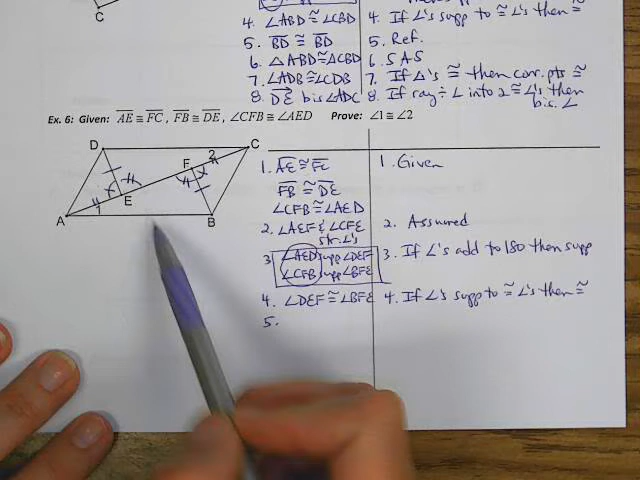 C
4. ∠ABD ≅ ∠CBD
4. If ∠'s supp to ≅ ∠'s then ≅
5. BD ≅ BD
5. Ref.
6. △ABD ≅ △CBD
6. SAS
7. ∠ADB ≅ ∠CDB
7. If △'s ≅ then corr. pts ≅
8. DE bis ∠ADC
8. If ray ÷ ∠ into 2 ≅ ∠'s then
bis. ∠
Ex. 6: Given: AE ≅ FC , FB ≅ DE, ∠CFB ≅ ∠AED Prove: ∠1 ≅ ∠2
D
C
2
F
E
1
A
B
1. AE ≅ FC
1. Given
FB ≅ DE
∠CFB ≅ ∠AED
2. ∠AEF & ∠CFE
str. ∠'s
2. Assumed
3 ∠AED supp ∠DEF
3. If ∠'s add to 180 then supp
∠CFB supp ∠BFE
4. ∠DEF ≅ ∠BFE
4. If ∠'s supp to ≅ ∠'s then ≅
5.